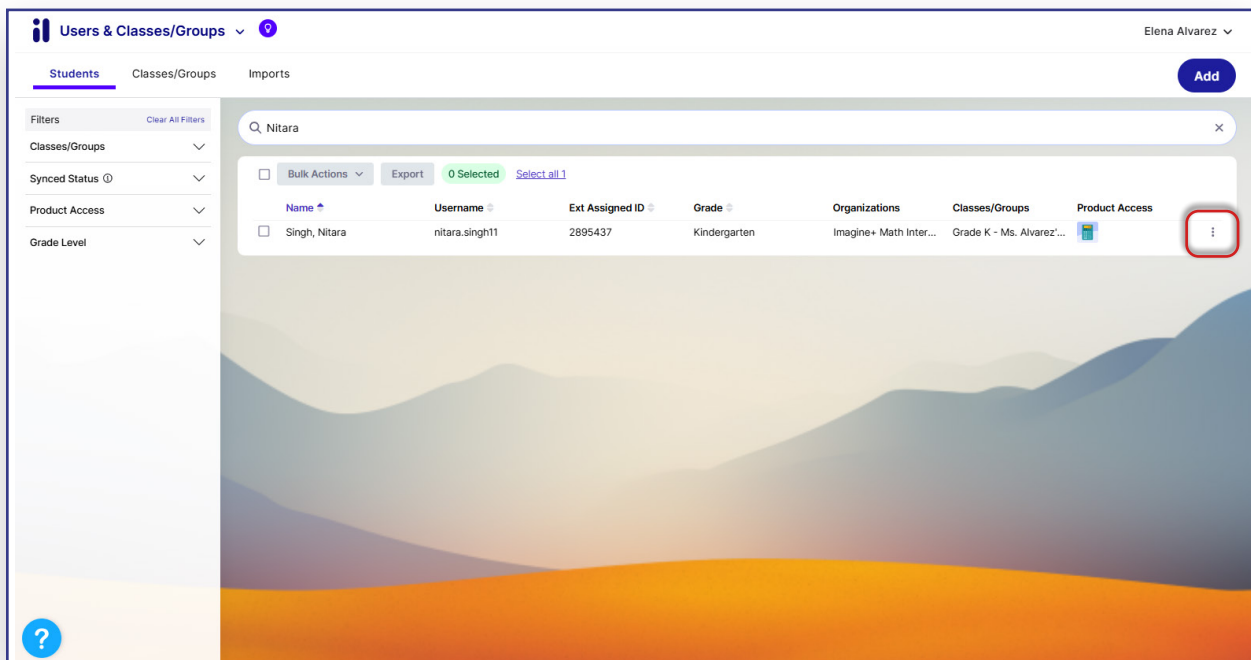 Users & Classes/Groups
Elena Alvarez
Students Classes/Groups Imports
Add
Filters Clear All Filters
Classes/Groups
Synced Status
Product Access
Grade Level
Nitara
Bulk Actions Export 0 Selected Select all 1
Name Username Ext Assigned ID Grade Organizations Classes/Groups Product Access
Singh, Nitara nitara.singh11 2895437 Kindergarten Imagine+ Math Inter... Grade K - Ms. Alvarez'...
?